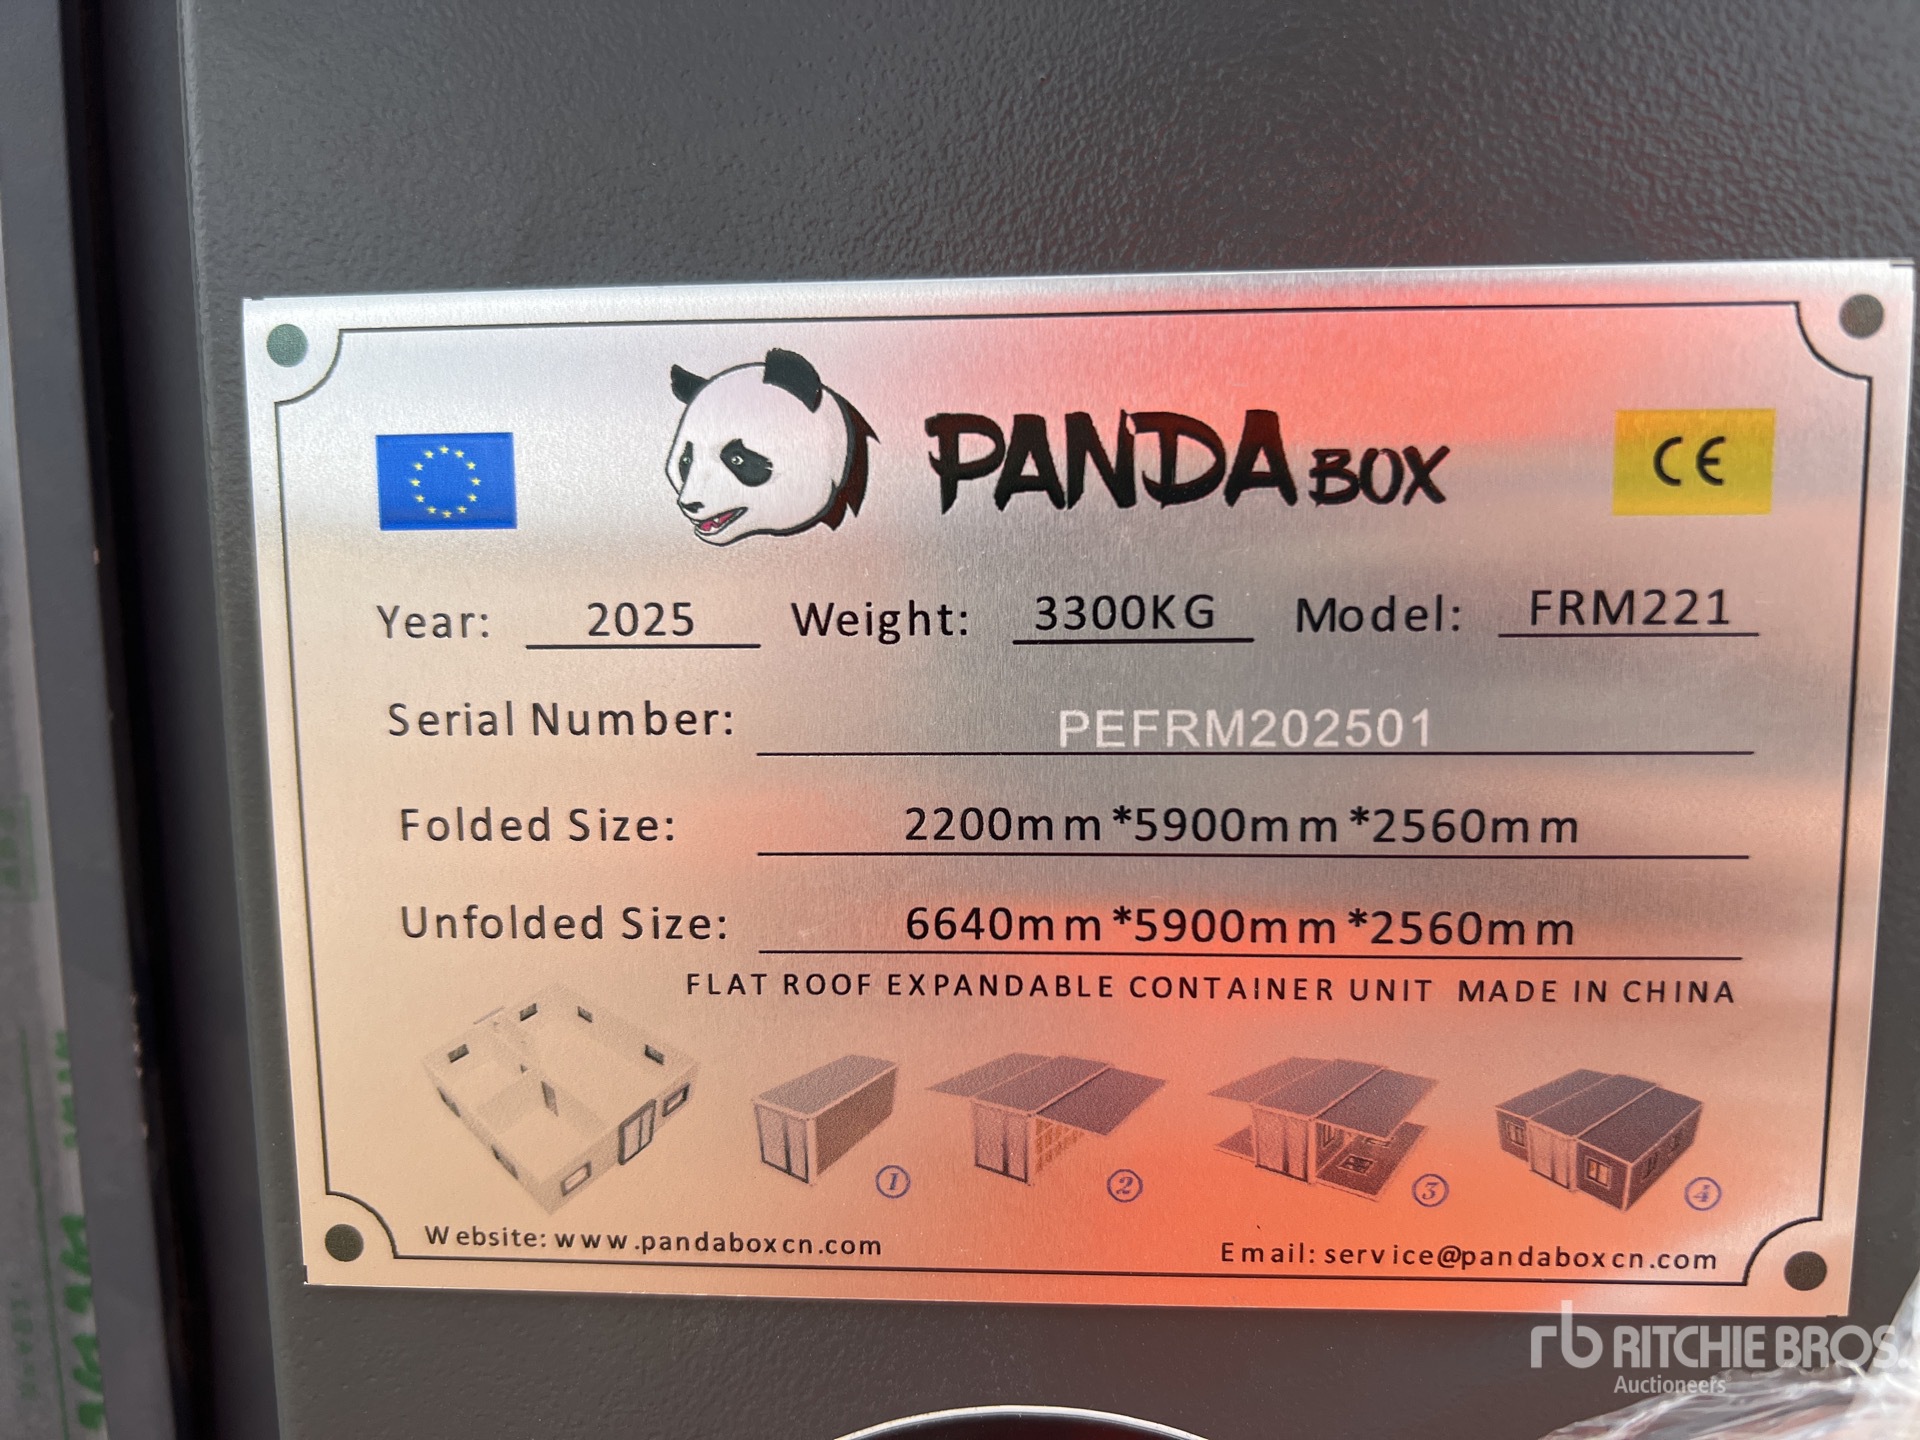 PANDA BOX
CE
Year: 2025 Weight: 3300KG Model: FRM221
Serial Number: PEFRM202501
Folded Size: 2200mm*5900mm*2560mm
Unfolded Size: 6640mm*5900mm*2560mm
FLAT ROOF EXPANDABLE CONTAINER UNIT MADE IN CHINA
1 2 3 4
Website: www.pandaboxcn.com
Email: service@pandaboxcn.com
rb RITCHIE BROS.
Auctioneers